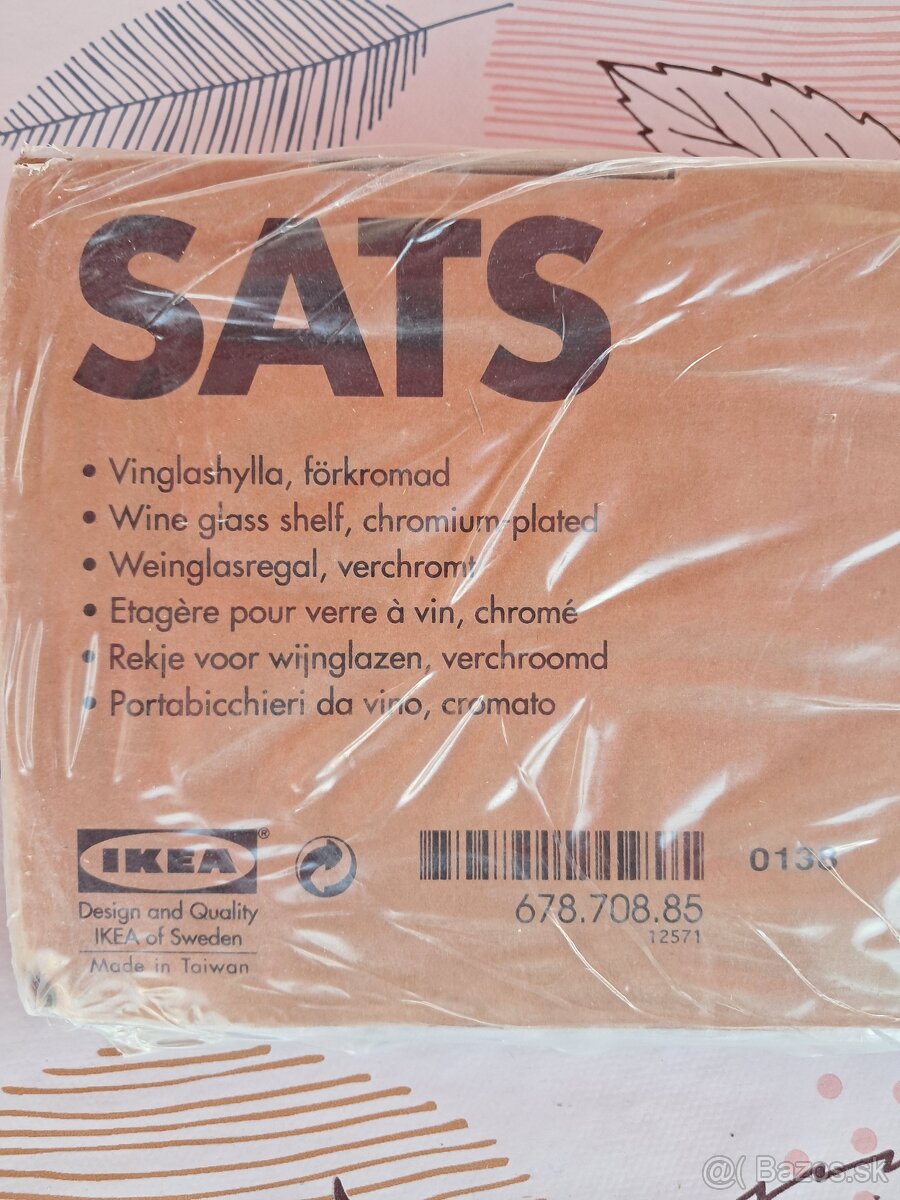 SATS
• Vinglashylla, förkromad
• Wine glass shelf, chromium-plated
• Weinglasregal, verchromt
• Etagère pour verre à vin, chromé
• Rekje voor wijnglazen, verchroomd
• Portabicchieri da vino, cromato
IKEA®
Design and Quality
IKEA of Sweden
Made in Taiwan
678.708.85
12571
@( Bazos.sk